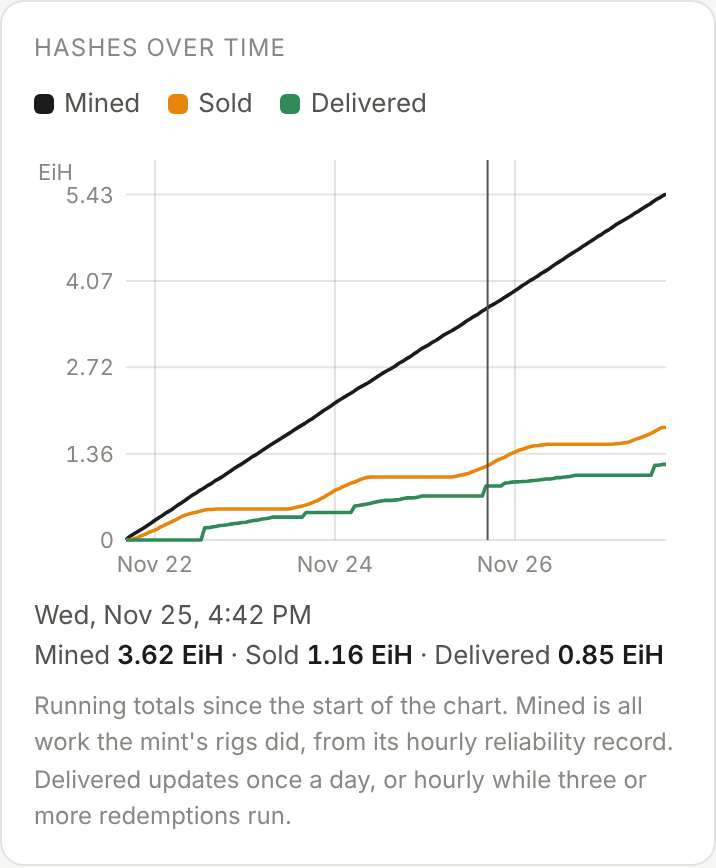 HASHES OVER TIME
Mined Sold Delivered
EiH
5.43
4.07
2.72
1.36
0
Nov 22 Nov 24 Nov 26
Wed, Nov 25, 4:42 PM
Mined 3.62 EiH · Sold 1.16 EiH · Delivered 0.85 EiH
Running totals since the start of the chart. Mined is all
work the mint's rigs did, from its hourly reliability record.
Delivered updates once a day, or hourly while three or
more redemptions run.